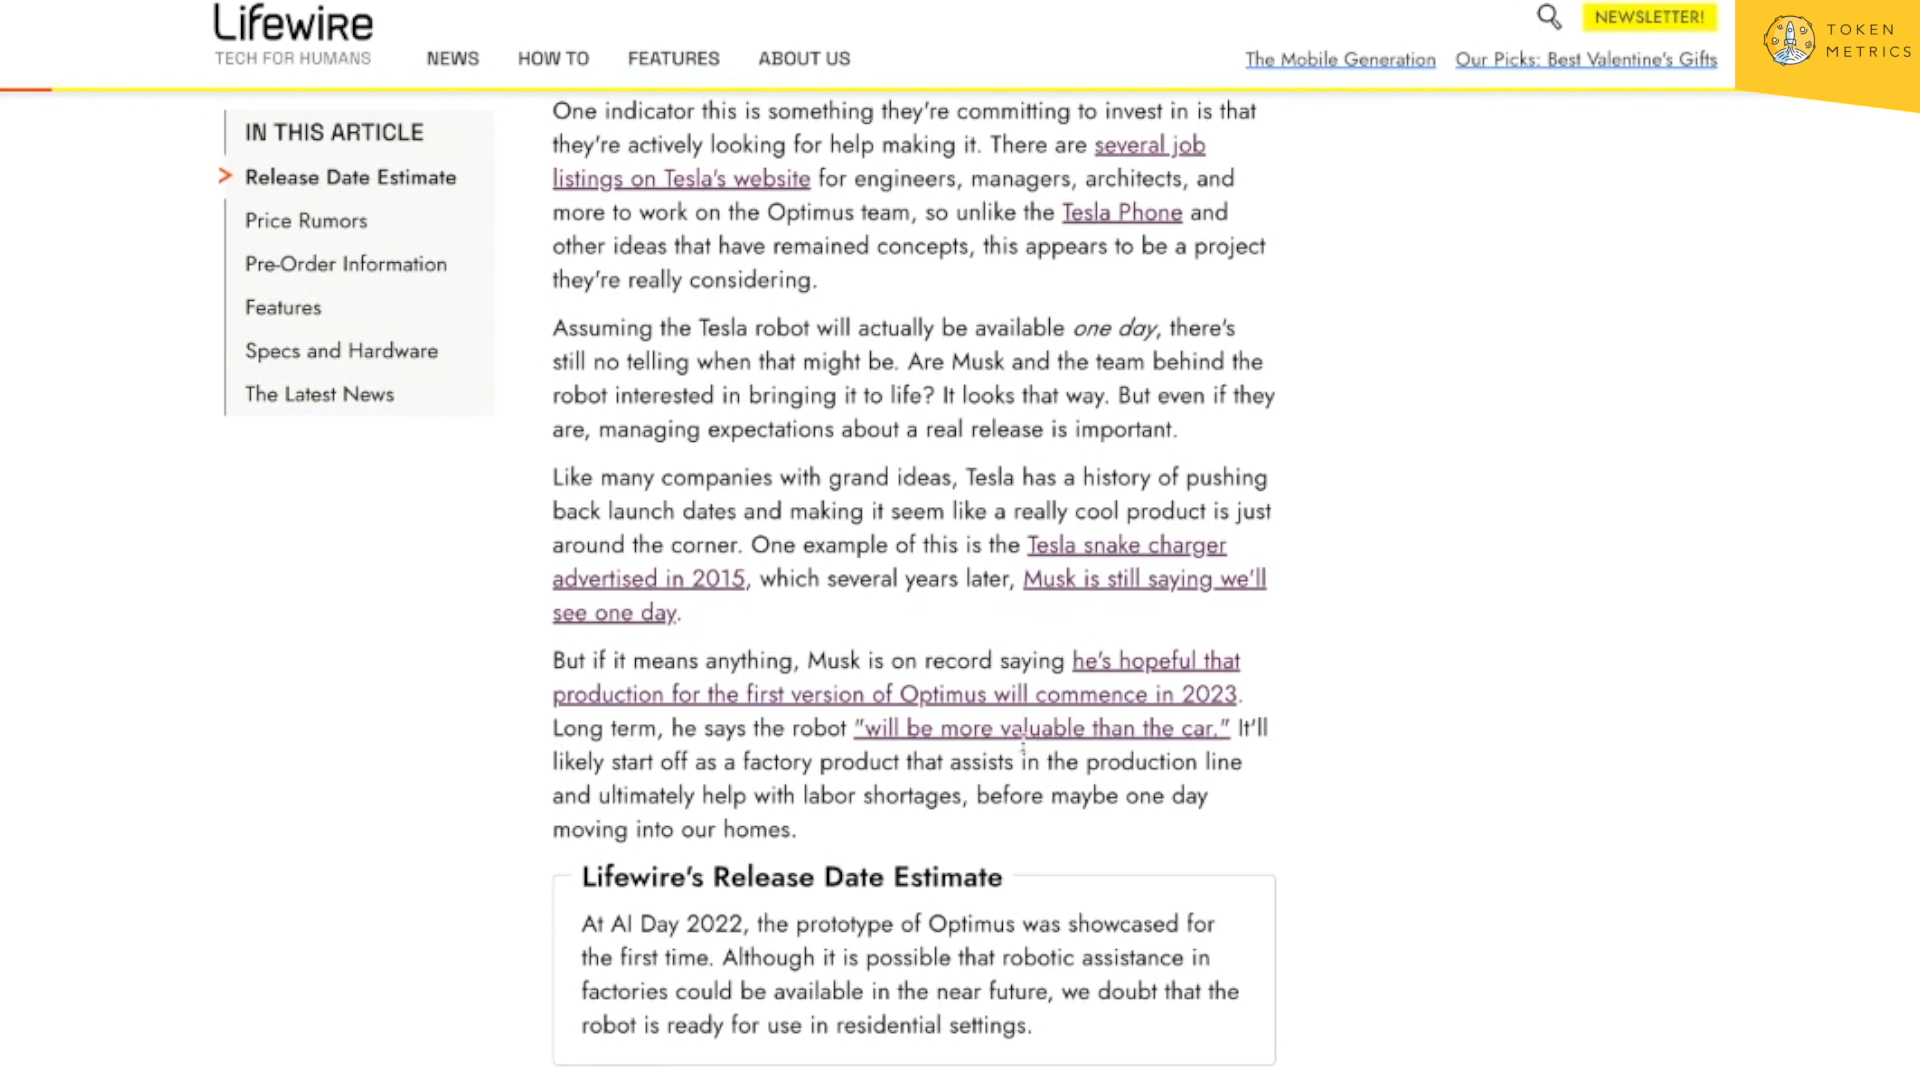 Lifewire
TECH FOR HUMANS
NEWS
HOW TO
FEATURES
ABOUT US
NEWSLETTER!
The Mobile Generation
Our Picks: Best Valentine's Gifts
TOKEN
METRICS
IN THIS ARTICLE
> Release Date Estimate
Price Rumors
Pre-Order Information
Features
Specs and Hardware
The Latest News
One indicator this is something they're committing to invest in is that
they're actively looking for help making it. There are several job
listings on Tesla's website for engineers, managers, architects, and
more to work on the Optimus team, so unlike the Tesla Phone and
other ideas that have remained concepts, this appears to be a project
they're really considering.
Assuming the Tesla robot will actually be available one day, there's
still no telling when that might be. Are Musk and the team behind the
robot interested in bringing it to life? It looks that way. But even if they
are, managing expectations about a real release is important.
Like many companies with grand ideas, Tesla has a history of pushing
back launch dates and making it seem like a really cool product is just
around the corner. One example of this is the Tesla snake charger
advertised in 2015, which several years later, Musk is still saying we'll
see one day.
But if it means anything, Musk is on record saying he's hopeful that
production for the first version of Optimus will commence in 2023.
Long term, he says the robot "will be more valuable than the car." It'll
likely start off as a factory product that assists in the production line
and ultimately help with labor shortages, before maybe one day
moving into our homes.
Lifewire's Release Date Estimate
At AI Day 2022, the prototype of Optimus was showcased for
the first time. Although it is possible that robotic assistance in
factories could be available in the near future, we doubt that the
robot is ready for use in residential settings.